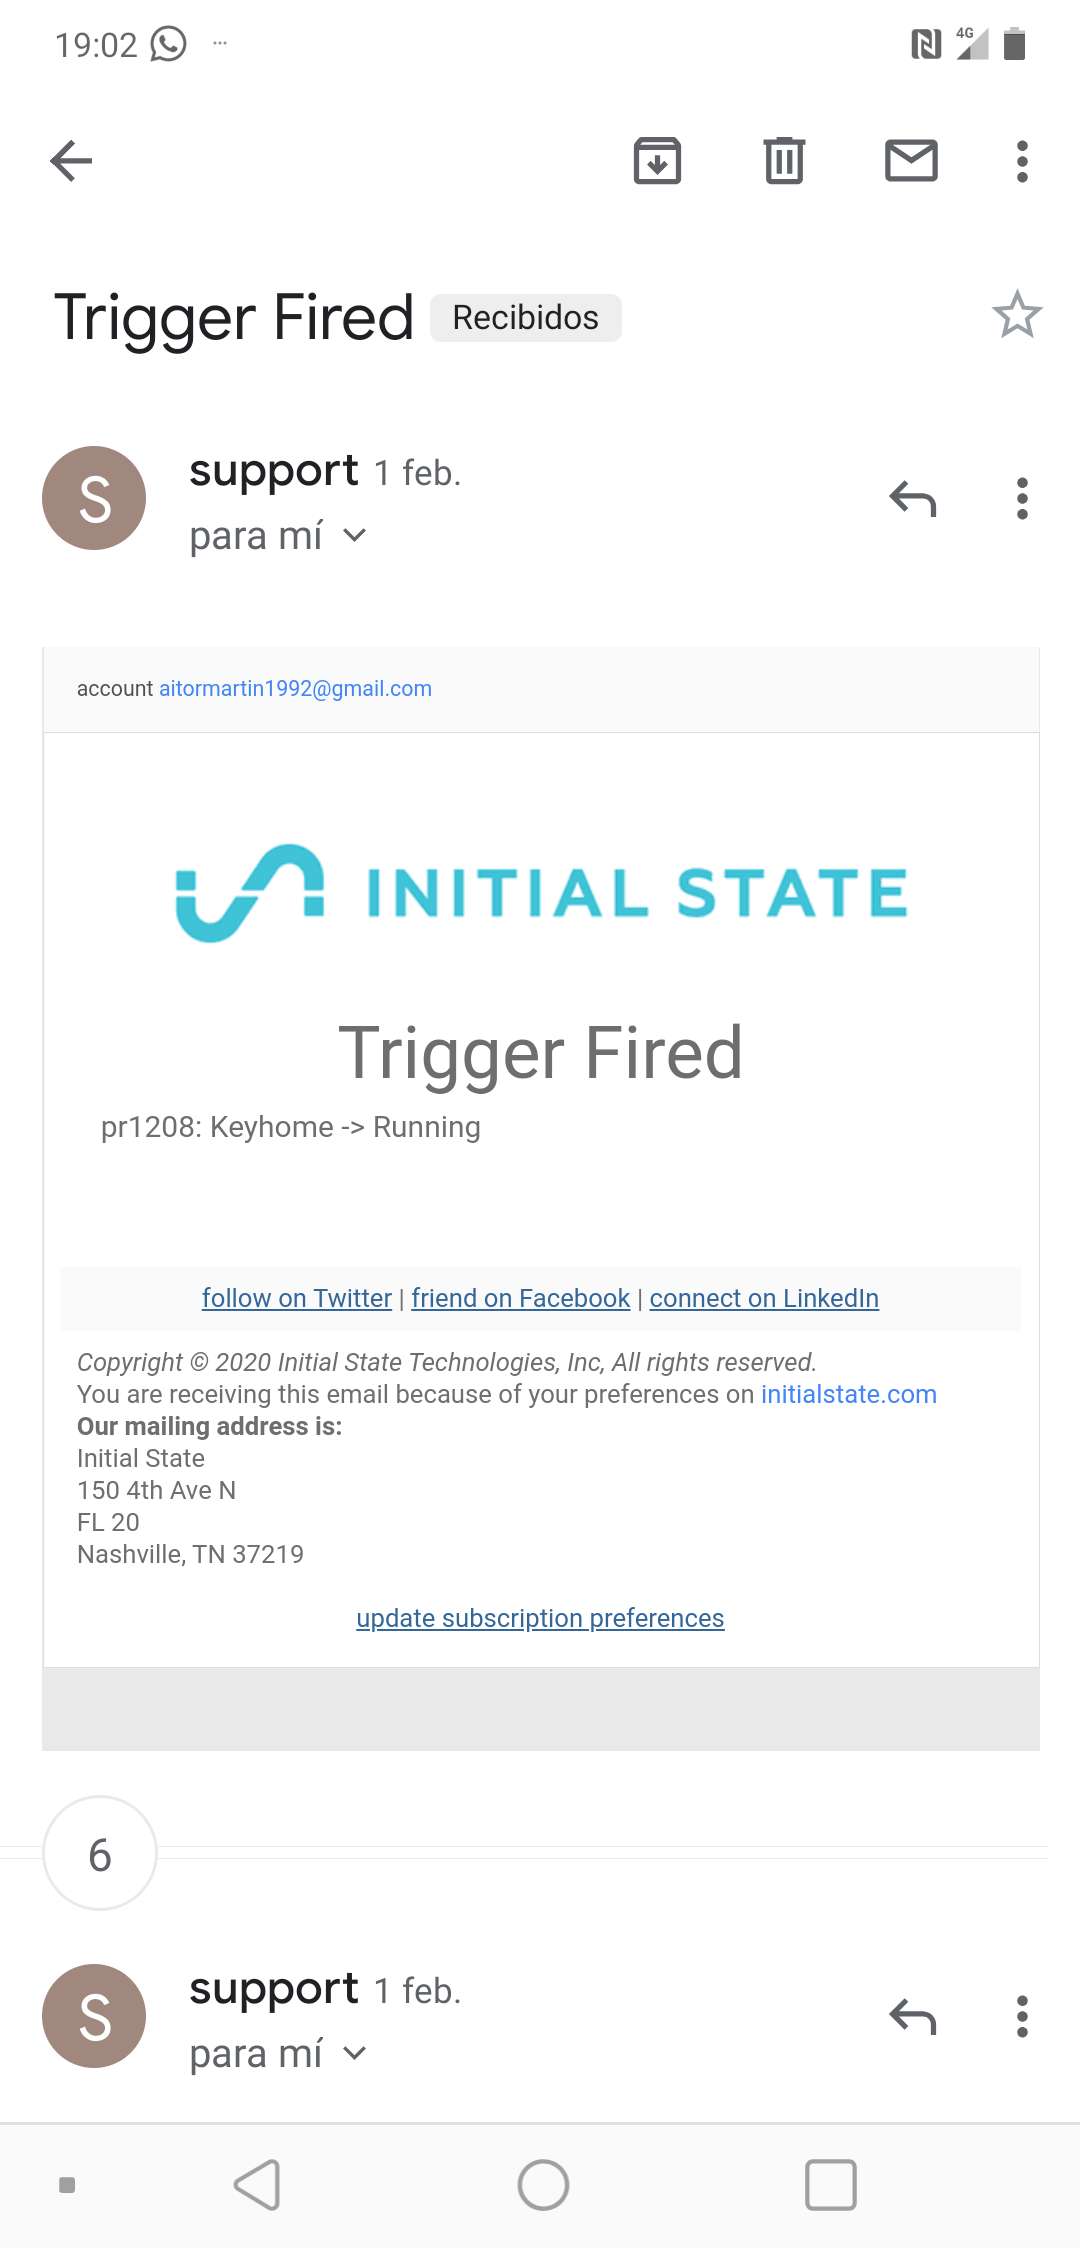 19:02
4G
Trigger Fired Recibidos
S
support 1 feb.
para mí
account aitormartin1992@gmail.com
INITIAL STATE
Trigger Fired
pr1208: Keyhome -> Running
follow on Twitter | friend on Facebook | connect on LinkedIn
Copyright © 2020 Initial State Technologies, Inc, All rights reserved.
You are receiving this email because of your preferences on initialstate.com
Our mailing address is:
Initial State
150 4th Ave N
FL 20
Nashville, TN 37219
update subscription preferences
6
S
support 1 feb.
para mí